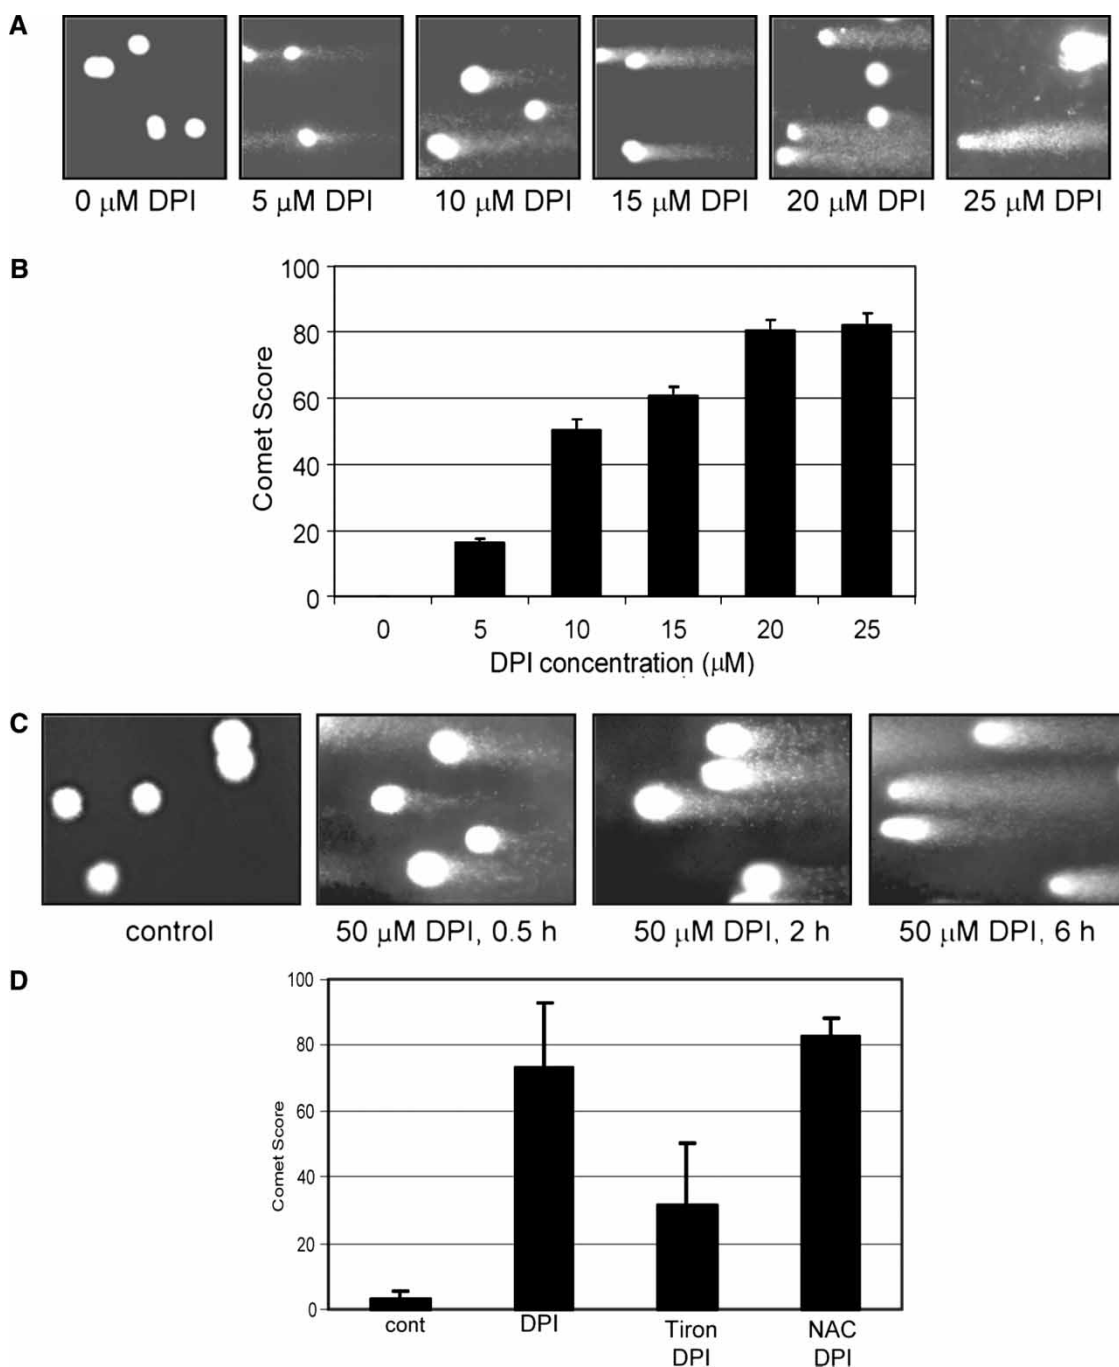 A
0 μM DPI
5 μM DPI
10 μM DPI
15 μM DPI
20 μM DPI
25 μM DPI
B
100
80
60
40
20
0
Comet Score
0
5
10
15
20
25
DPI concentration (μM)
C
control
50 μM DPI, 0.5 h
50 μM DPI, 2 h
50 μM DPI, 6 h
D
100
80
60
40
20
0
Comet Score
cont
DPI
Tiron
DPI
NAC
DPI